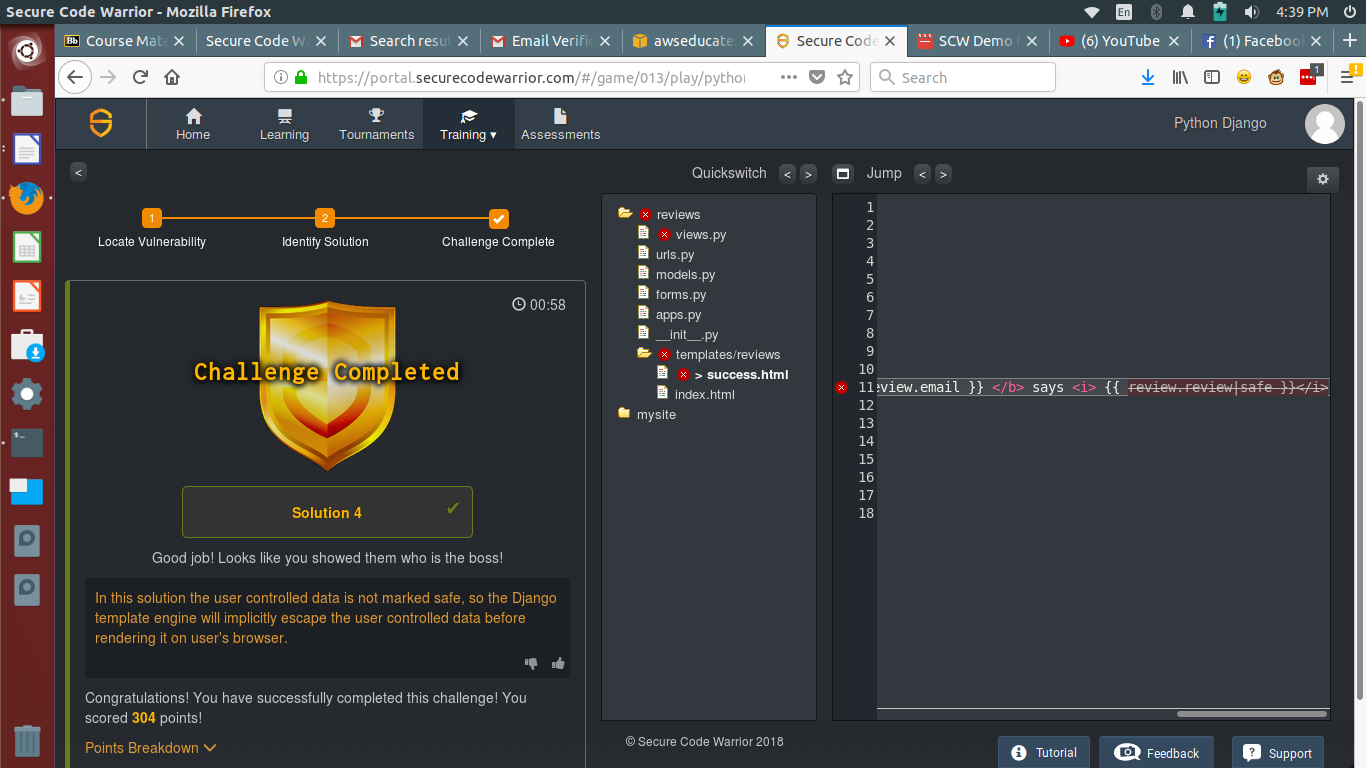 Secure Code Warrior - Mozilla Firefox
En
4:39 PM
Bb Course Mat
Secure Code W
Search resu
Email Verifi
awseducate
Secure Code
SCW Demo
(6) YouTube
(1) Facebook
https://portal.securecodewarrior.com/#/game/013/play/python
Search
1
Home
Learning
Tournaments
Training ▾
Assessments
Python Django
<
Quickswitch < >
Jump < >
1
2
Locate Vulnerability
Identify Solution
Challenge Complete
00:58
Challenge Completed
Solution 4
Good job! Looks like you showed them who is the boss!
In this solution the user controlled data is not marked safe, so the Django
template engine will implicitly escape the user controlled data before
rendering it on user's browser.
Congratulations! You have successfully completed this challenge! You
scored 304 points!
Points Breakdown
reviews
views.py
urls.py
models.py
forms.py
apps.py
__init__.py
templates/reviews
> success.html
index.html
mysite
1
2
3
4
5
6
7
8
9
10
11 eview.email }} </b> says <i> {{ review.review|safe }}</i>
12
13
14
15
16
17
18
© Secure Code Warrior 2018
Tutorial
Feedback
Support